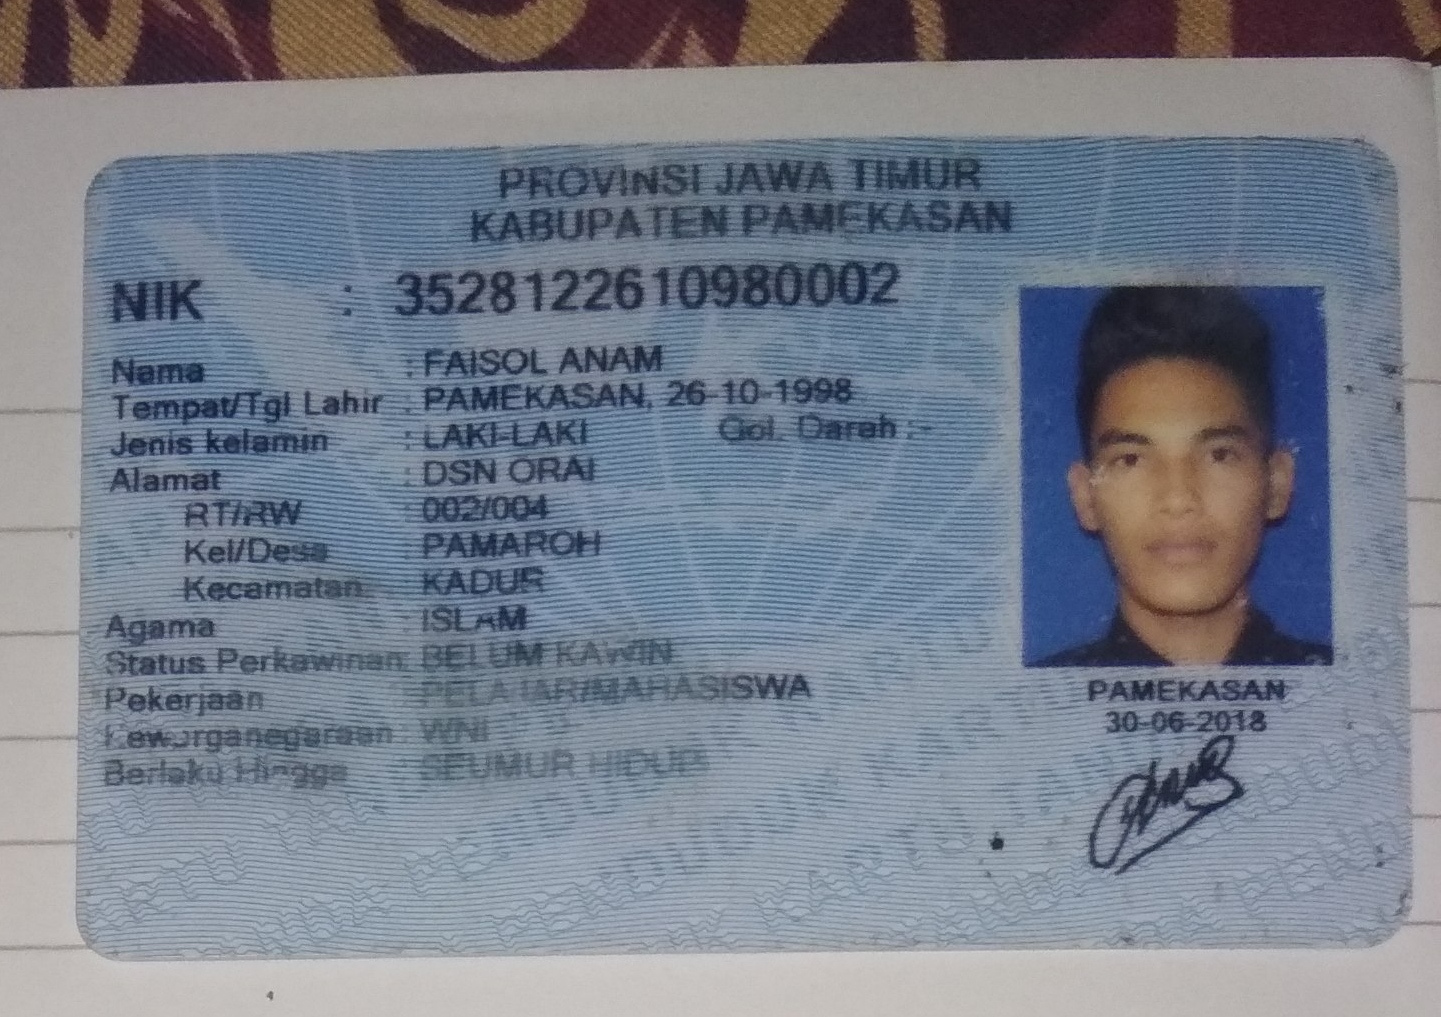 PROVINSI JAWA TIMUR
KABUPATEN PAMEKASAN
NIK : 3528122610980002
Nama : FAISOL ANAM
Tempat/Tgl Lahir : PAMEKASAN, 26-10-1998
Jenis kelamin : LAKI-LAKI Gol. Darah : -
Alamat : DSN ORAI
RT/RW : 002/004
Kel/Desa : PAMAROH
Kecamatan : KADUR
Agama : ISLAM
Status Perkawinan : BELUM KAWIN
Pekerjaan : PELAJAR/MAHASISWA
Kewarganegaraan : WNI
Berlaku Hingga : SEUMUR HIDUP
PAMEKASAN
30-06-2018